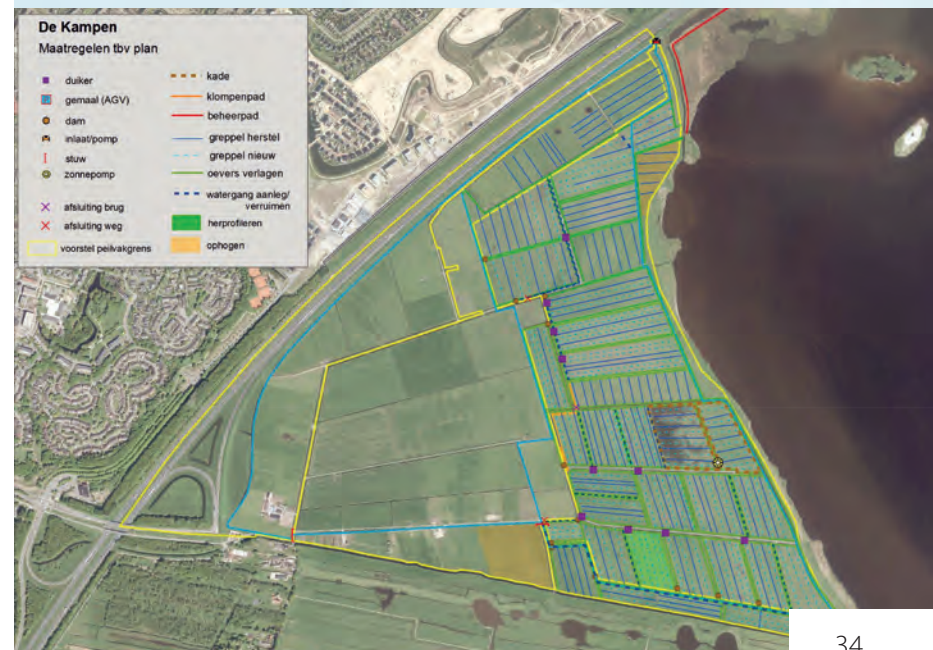 De Kampen
Maatregelen tbv plan
duiker
gemaal (AGV)
dam
inlaat/pomp
stuw
zonnepomp
afsluiting brug
afsluiting weg
voorstel peilvakgrens
kade
klompenpad
beheerpad
greppel herstel
greppel nieuw
oevers verlagen
watergang aanleg/
verruimen
herprofileren
ophogen
34